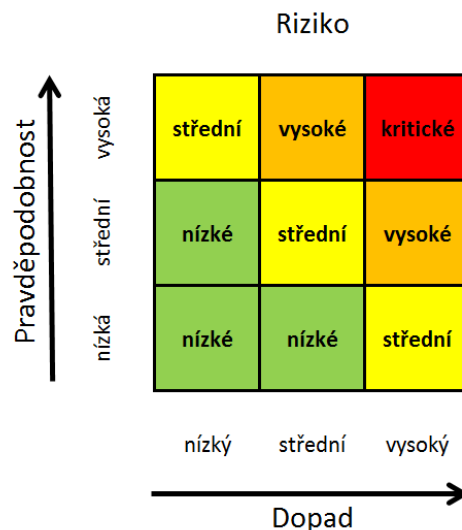 Riziko
Pravděpodobnost
vysoká
střední
nízká
střední vysoké kritické
nízké střední vysoké
nízké nízké střední
nízký střední vysoký
Dopad